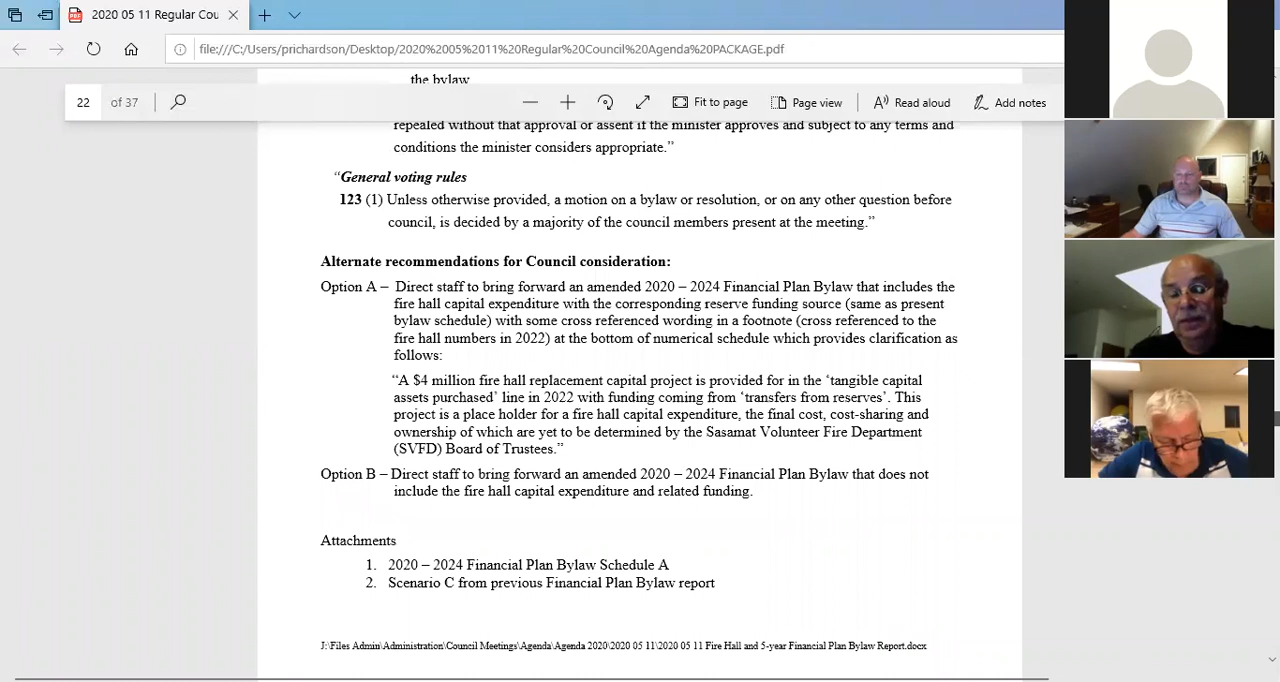 2020 05 11 Regular Cou
file:///C:/Users/prichardson/Desktop/2020%2005%2011%20Regular%20Council%20Agenda%20PACKAGE.pdf
the bylaw
22 of 37
Fit to page
Page view
Read aloud
Add notes
repealed without that approval or assent if the minister approves and subject to any terms and
conditions the minister considers appropriate.”
“General voting rules
123 (1) Unless otherwise provided, a motion on a bylaw or resolution, or on any other question before
council, is decided by a majority of the council members present at the meeting.”
Alternate recommendations for Council consideration:
Option A – Direct staff to bring forward an amended 2020 – 2024 Financial Plan Bylaw that includes the
fire hall capital expenditure with the corresponding reserve funding source (same as present
bylaw schedule) with some cross referenced wording in a footnote (cross referenced to the
fire hall numbers in 2022) at the bottom of numerical schedule which provides clarification as
follows:
“A $4 million fire hall replacement capital project is provided for in the ‘tangible capital
assets purchased’ line in 2022 with funding coming from ‘transfers from reserves’. This
project is a place holder for a fire hall capital expenditure, the final cost, cost-sharing and
ownership of which are yet to be determined by the Sasamat Volunteer Fire Department
(SVFD) Board of Trustees.”
Option B – Direct staff to bring forward an amended 2020 – 2024 Financial Plan Bylaw that does not
include the fire hall capital expenditure and related funding.
Attachments
1. 2020 – 2024 Financial Plan Bylaw Schedule A
2. Scenario C from previous Financial Plan Bylaw report
J:\Files Admin\Administration\Council Meetings\Agenda\Agenda 2020\2020 05 11\2020 05 11 Fire Hall and 5-year Financial Plan Bylaw Report.docx